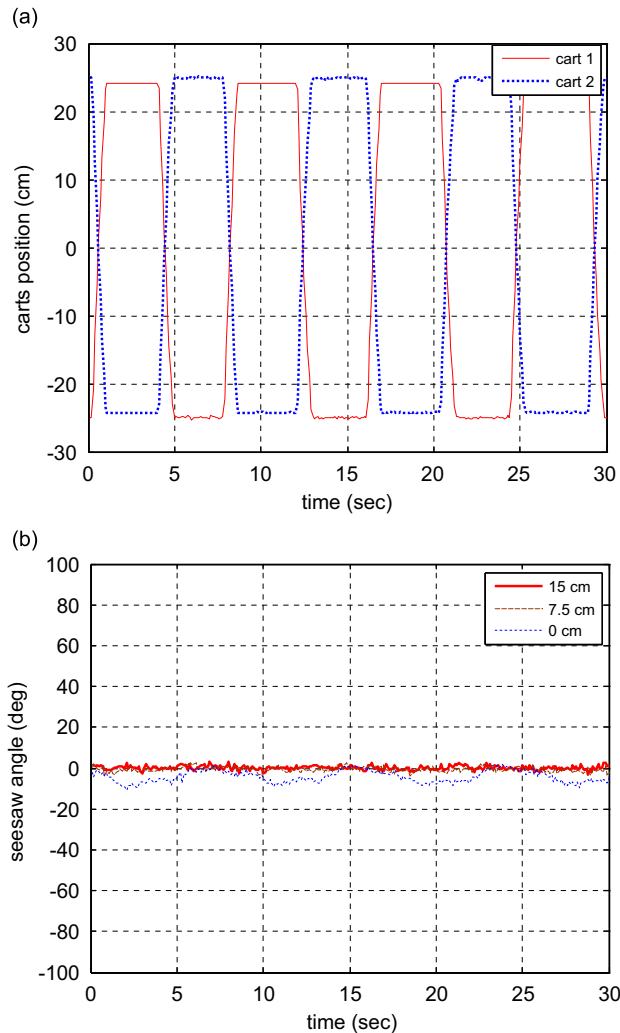 (a)
30
20
10
0
-10
-20
-30
carts position (cm)
cart 1
cart 2
0 5 10 15 20 25 30
time (sec)
(b)
100
80
60
40
20
0
-20
-40
-60
-80
-100
seesaw angle (deg)
15 cm
7.5 cm
0 cm
0 5 10 15 20 25 30
time (sec)